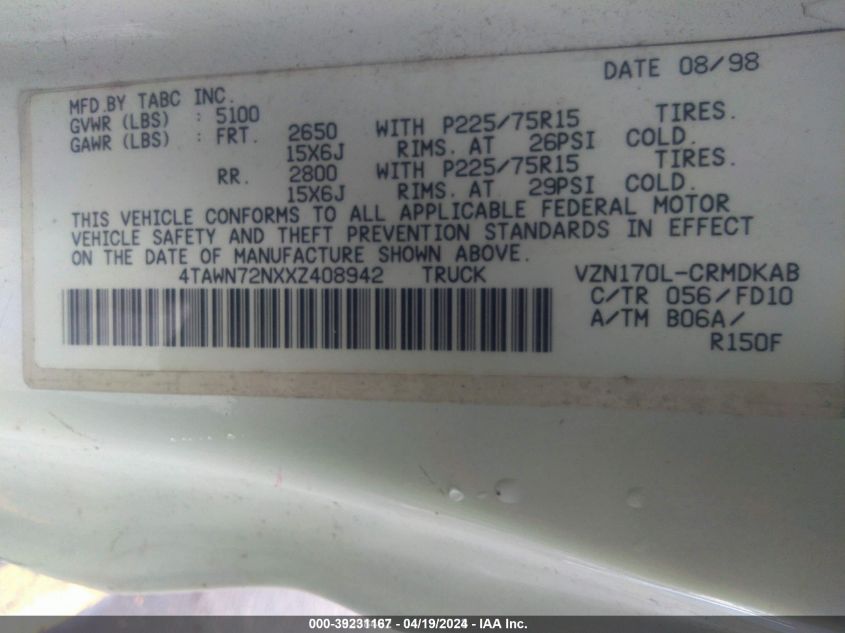 DATE 08/98
MFD.BY TABC INC.
GVWR (LBS) : 5100
GAWR (LBS) : FRT. 2650 WITH P225/75R15 TIRES.
15X6J RIMS. AT 26PSI COLD.
RR. 2800 WITH P225/75R15 TIRES.
15X6J RIMS. AT 29PSI COLD.
THIS VEHICLE CONFORMS TO ALL APPLICABLE FEDERAL MOTOR
VEHICLE SAFETY AND THEFT PREVENTION STANDARDS IN EFFECT
ON THE DATE OF MANUFACTURE SHOWN ABOVE.
4TAWN72NXXZ408942 TRUCK VZN170L-CRMDKAB
C/TR 056/FD10
A/TM B06A/
R150F
000-39231167 - 04/19/2024 - IAA Inc.